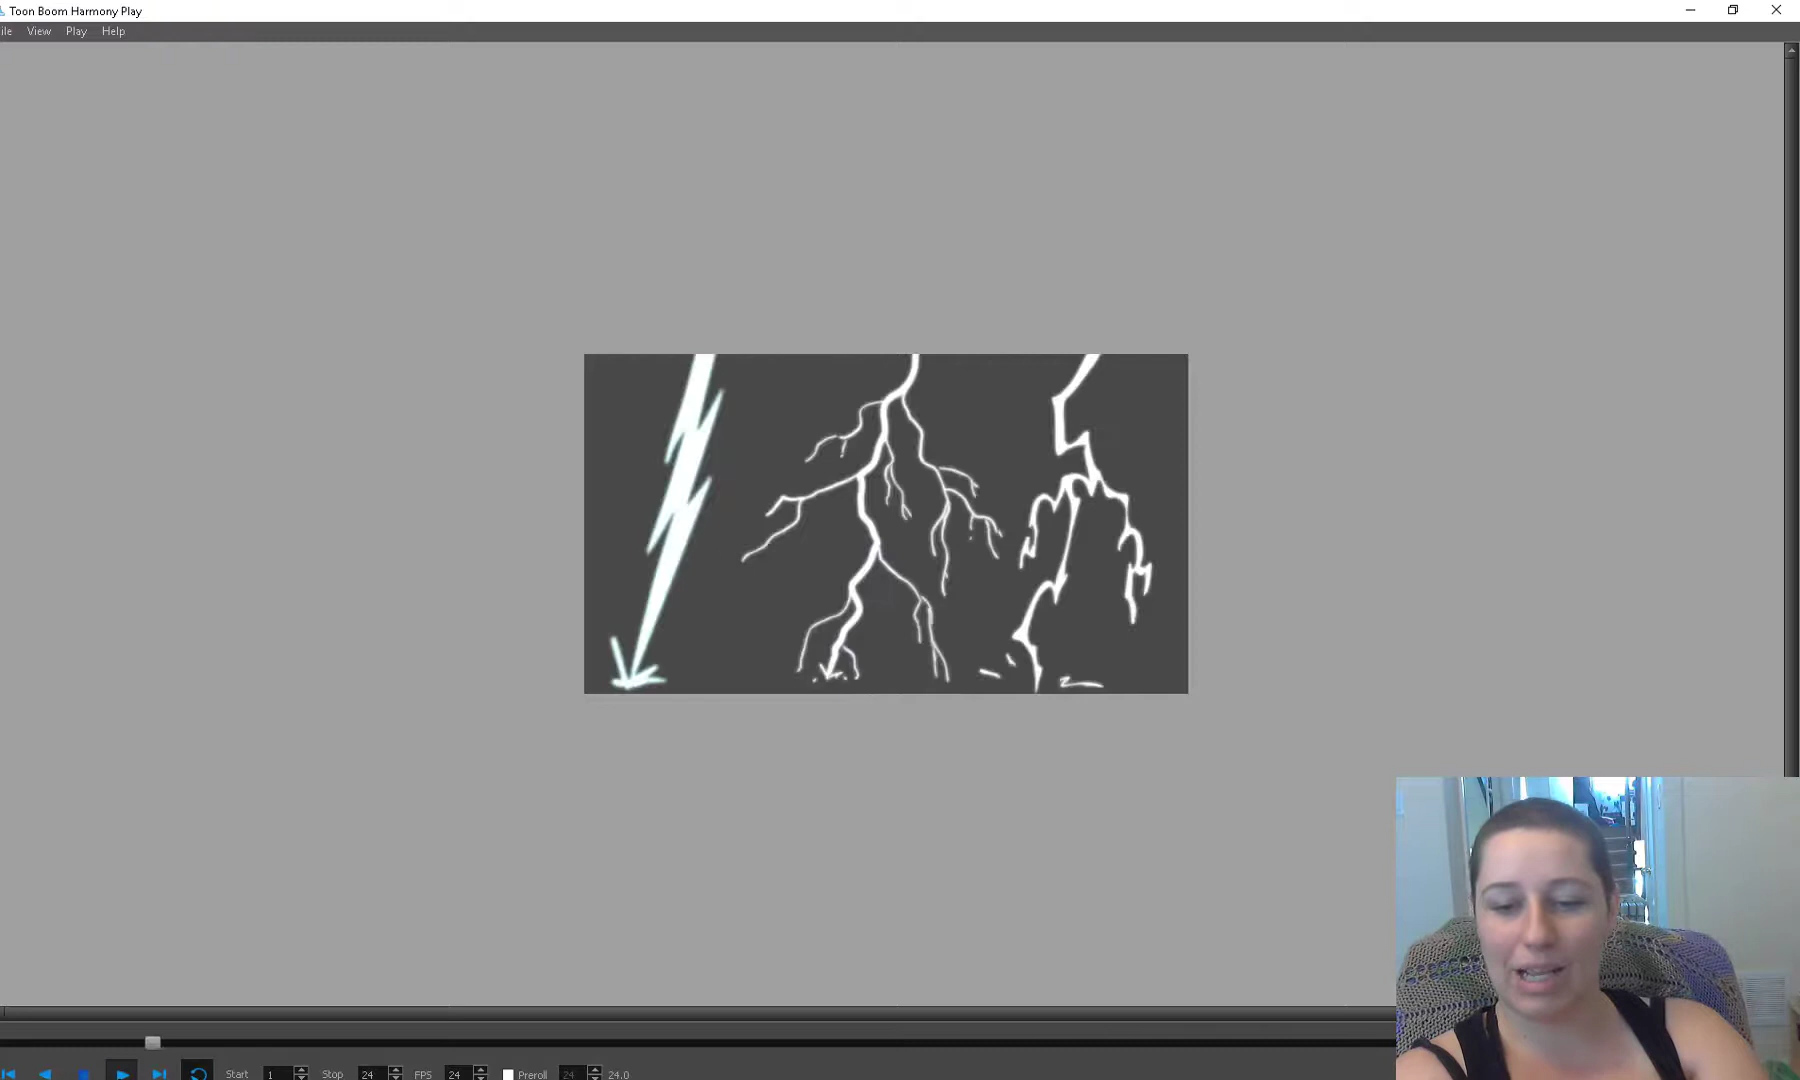 Toon Boom Harmony Play
ile View Play Help
Start 1 Stop 24 FPS 24 Preroll 24 24.0